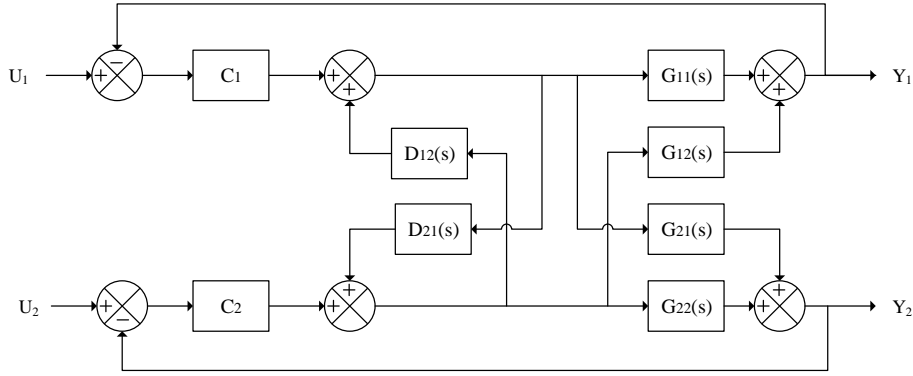 −
U₁ + C₁ + G₁₁(s) + Y₁
+ +
D₁₂(s) G₁₂(s)
D₂₁(s) G₂₁(s)
+ +
U₂ + C₂ + G₂₂(s) + Y₂
−